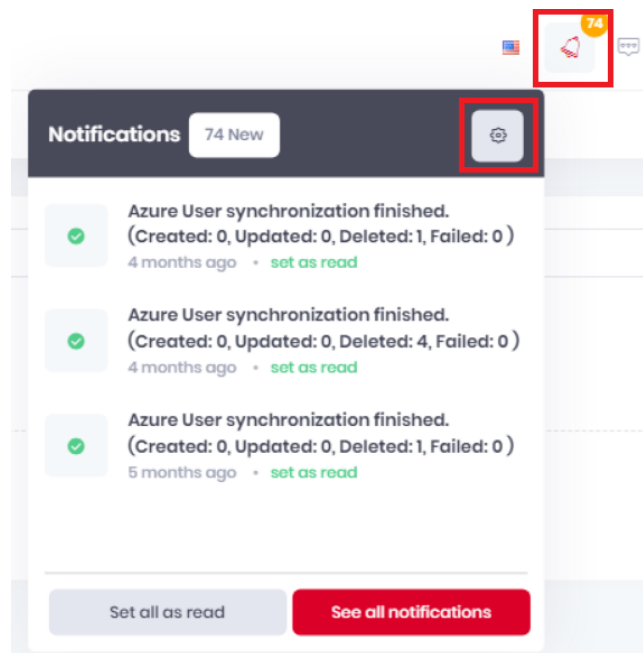 74
Notifications 74 New
Azure User synchronization finished.
(Created: 0, Updated: 0, Deleted: 1, Failed: 0 )
4 months ago • set as read
Azure User synchronization finished.
(Created: 0, Updated: 0, Deleted: 4, Failed: 0 )
4 months ago • set as read
Azure User synchronization finished.
(Created: 0, Updated: 0, Deleted: 1, Failed: 0 )
5 months ago • set as read
Set all as read See all notifications